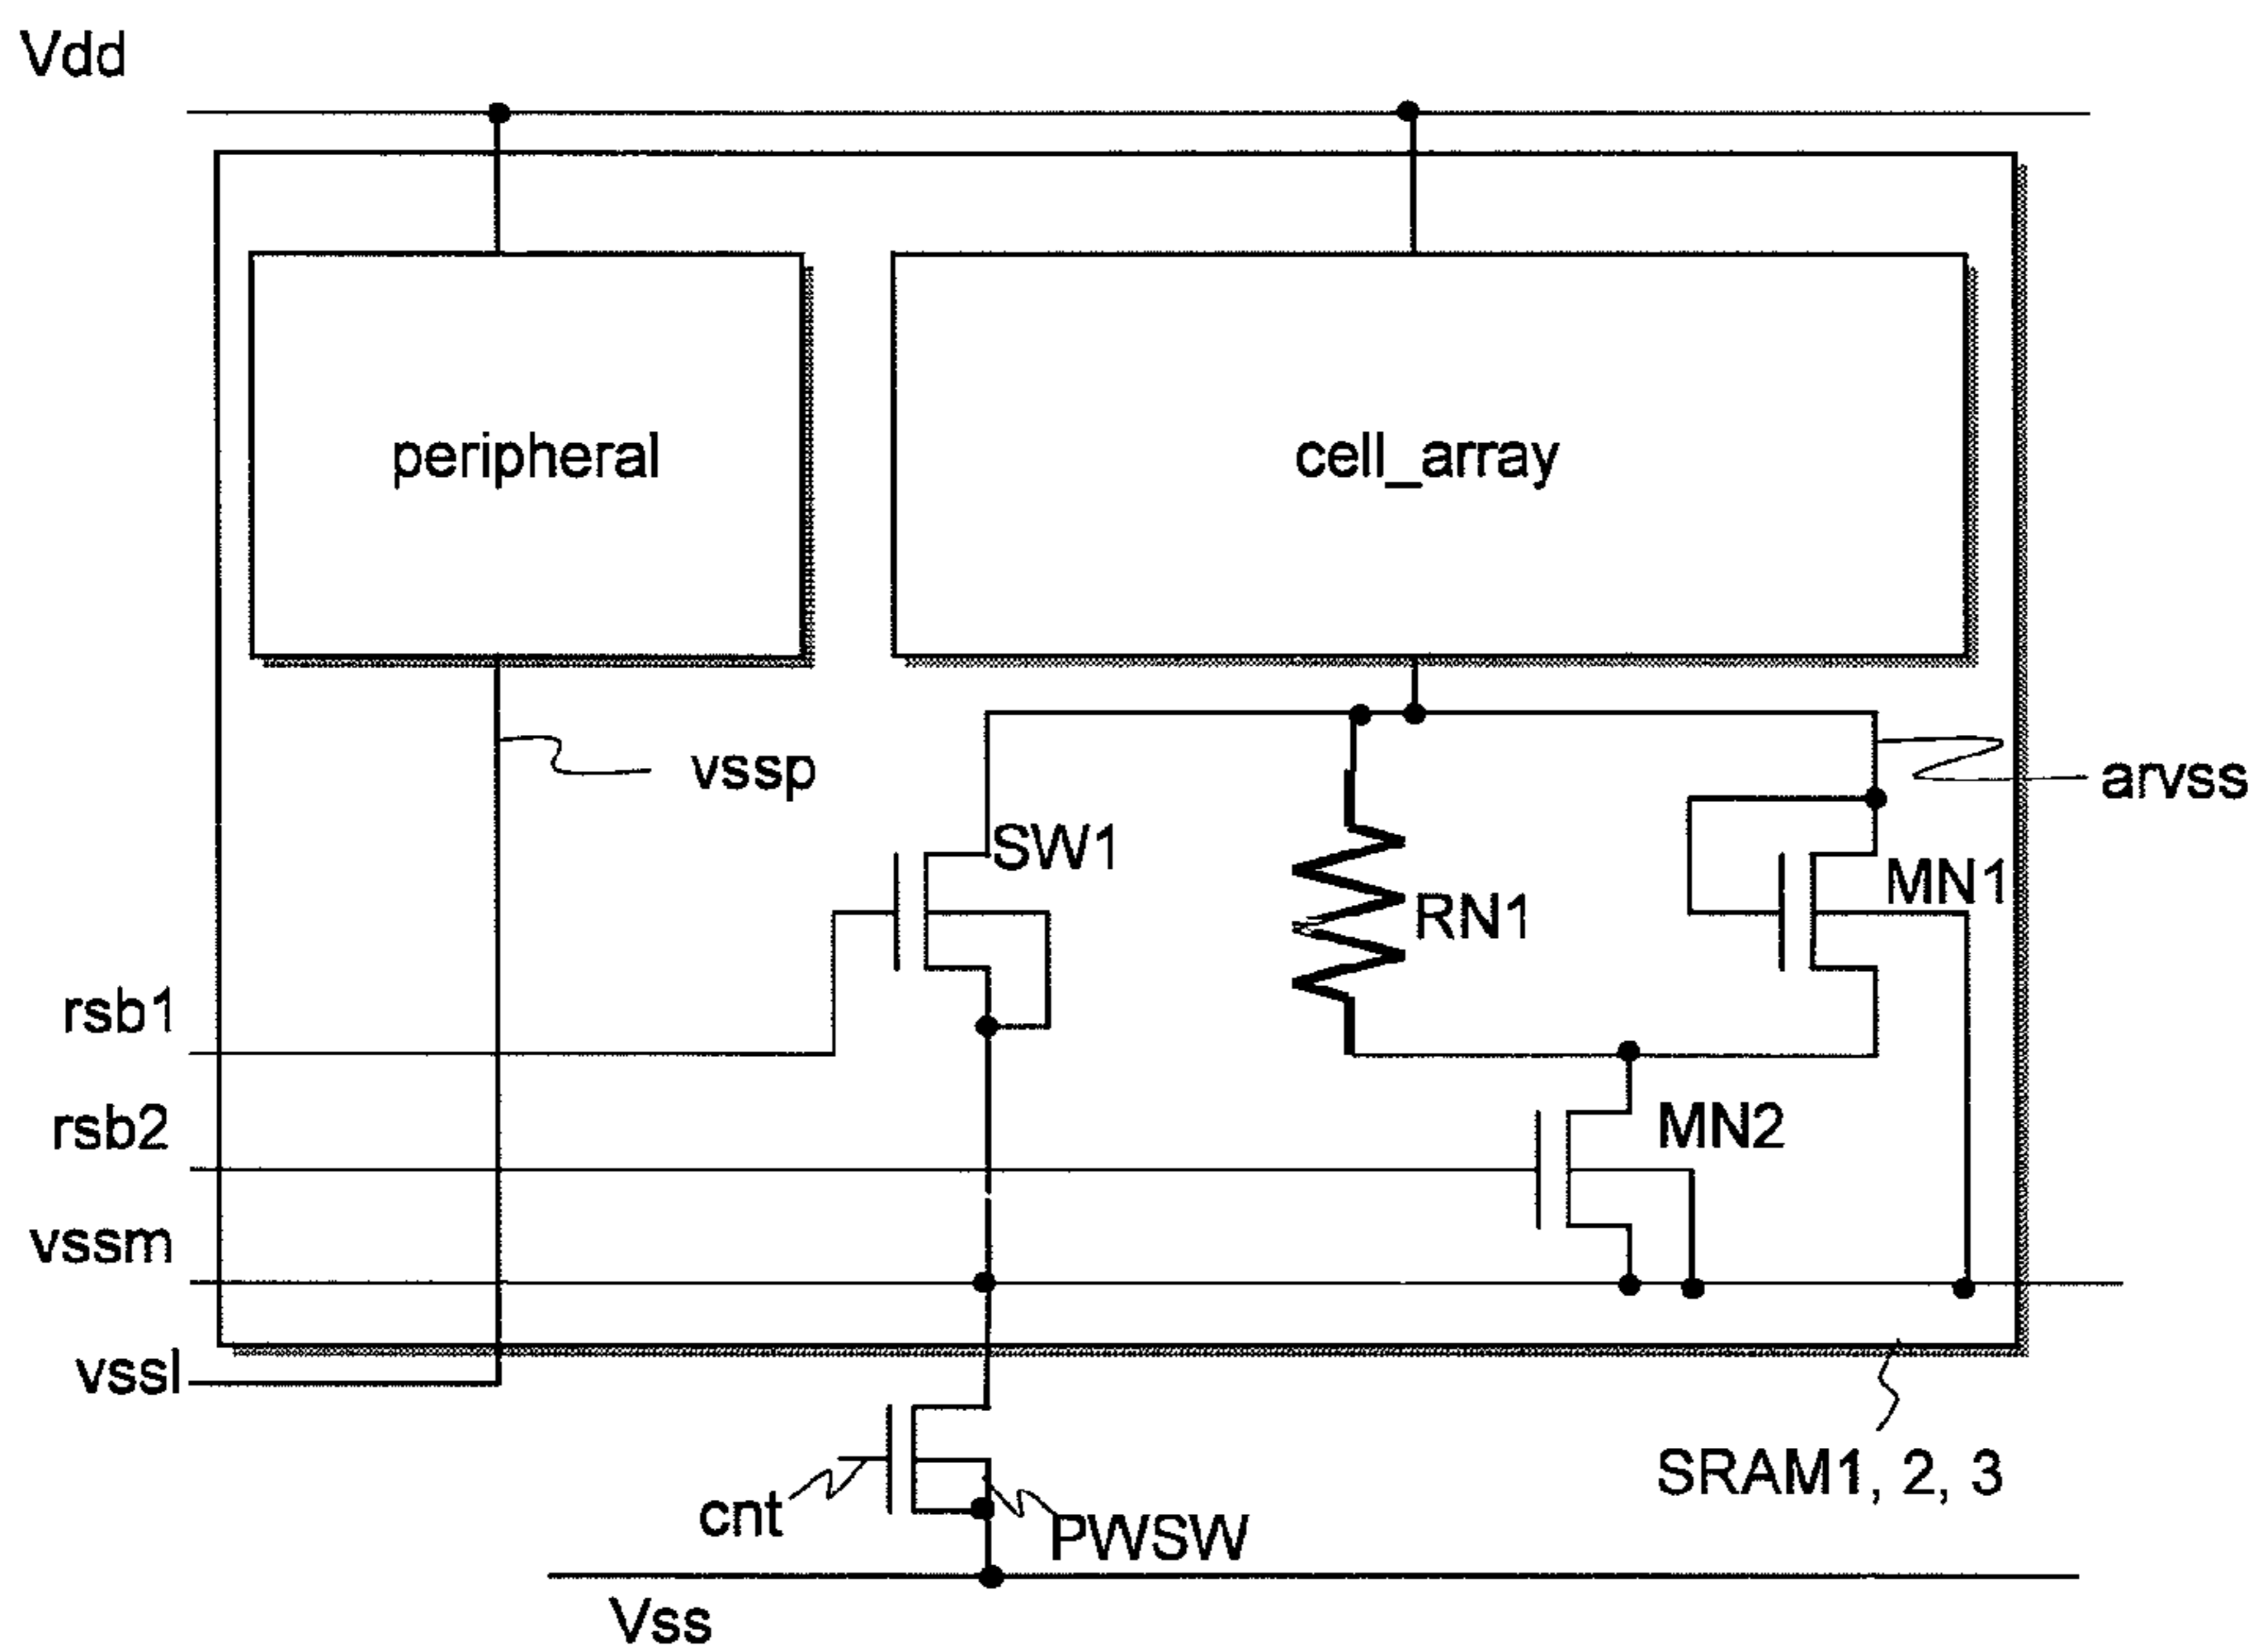 Vdd
peripheral
cell_array
vssp
arvss
SW1
MN1
RN1
rsb1
MN2
rsb2
vssm
vssl
SRAM1, 2, 3
cnt
PWSW
Vss